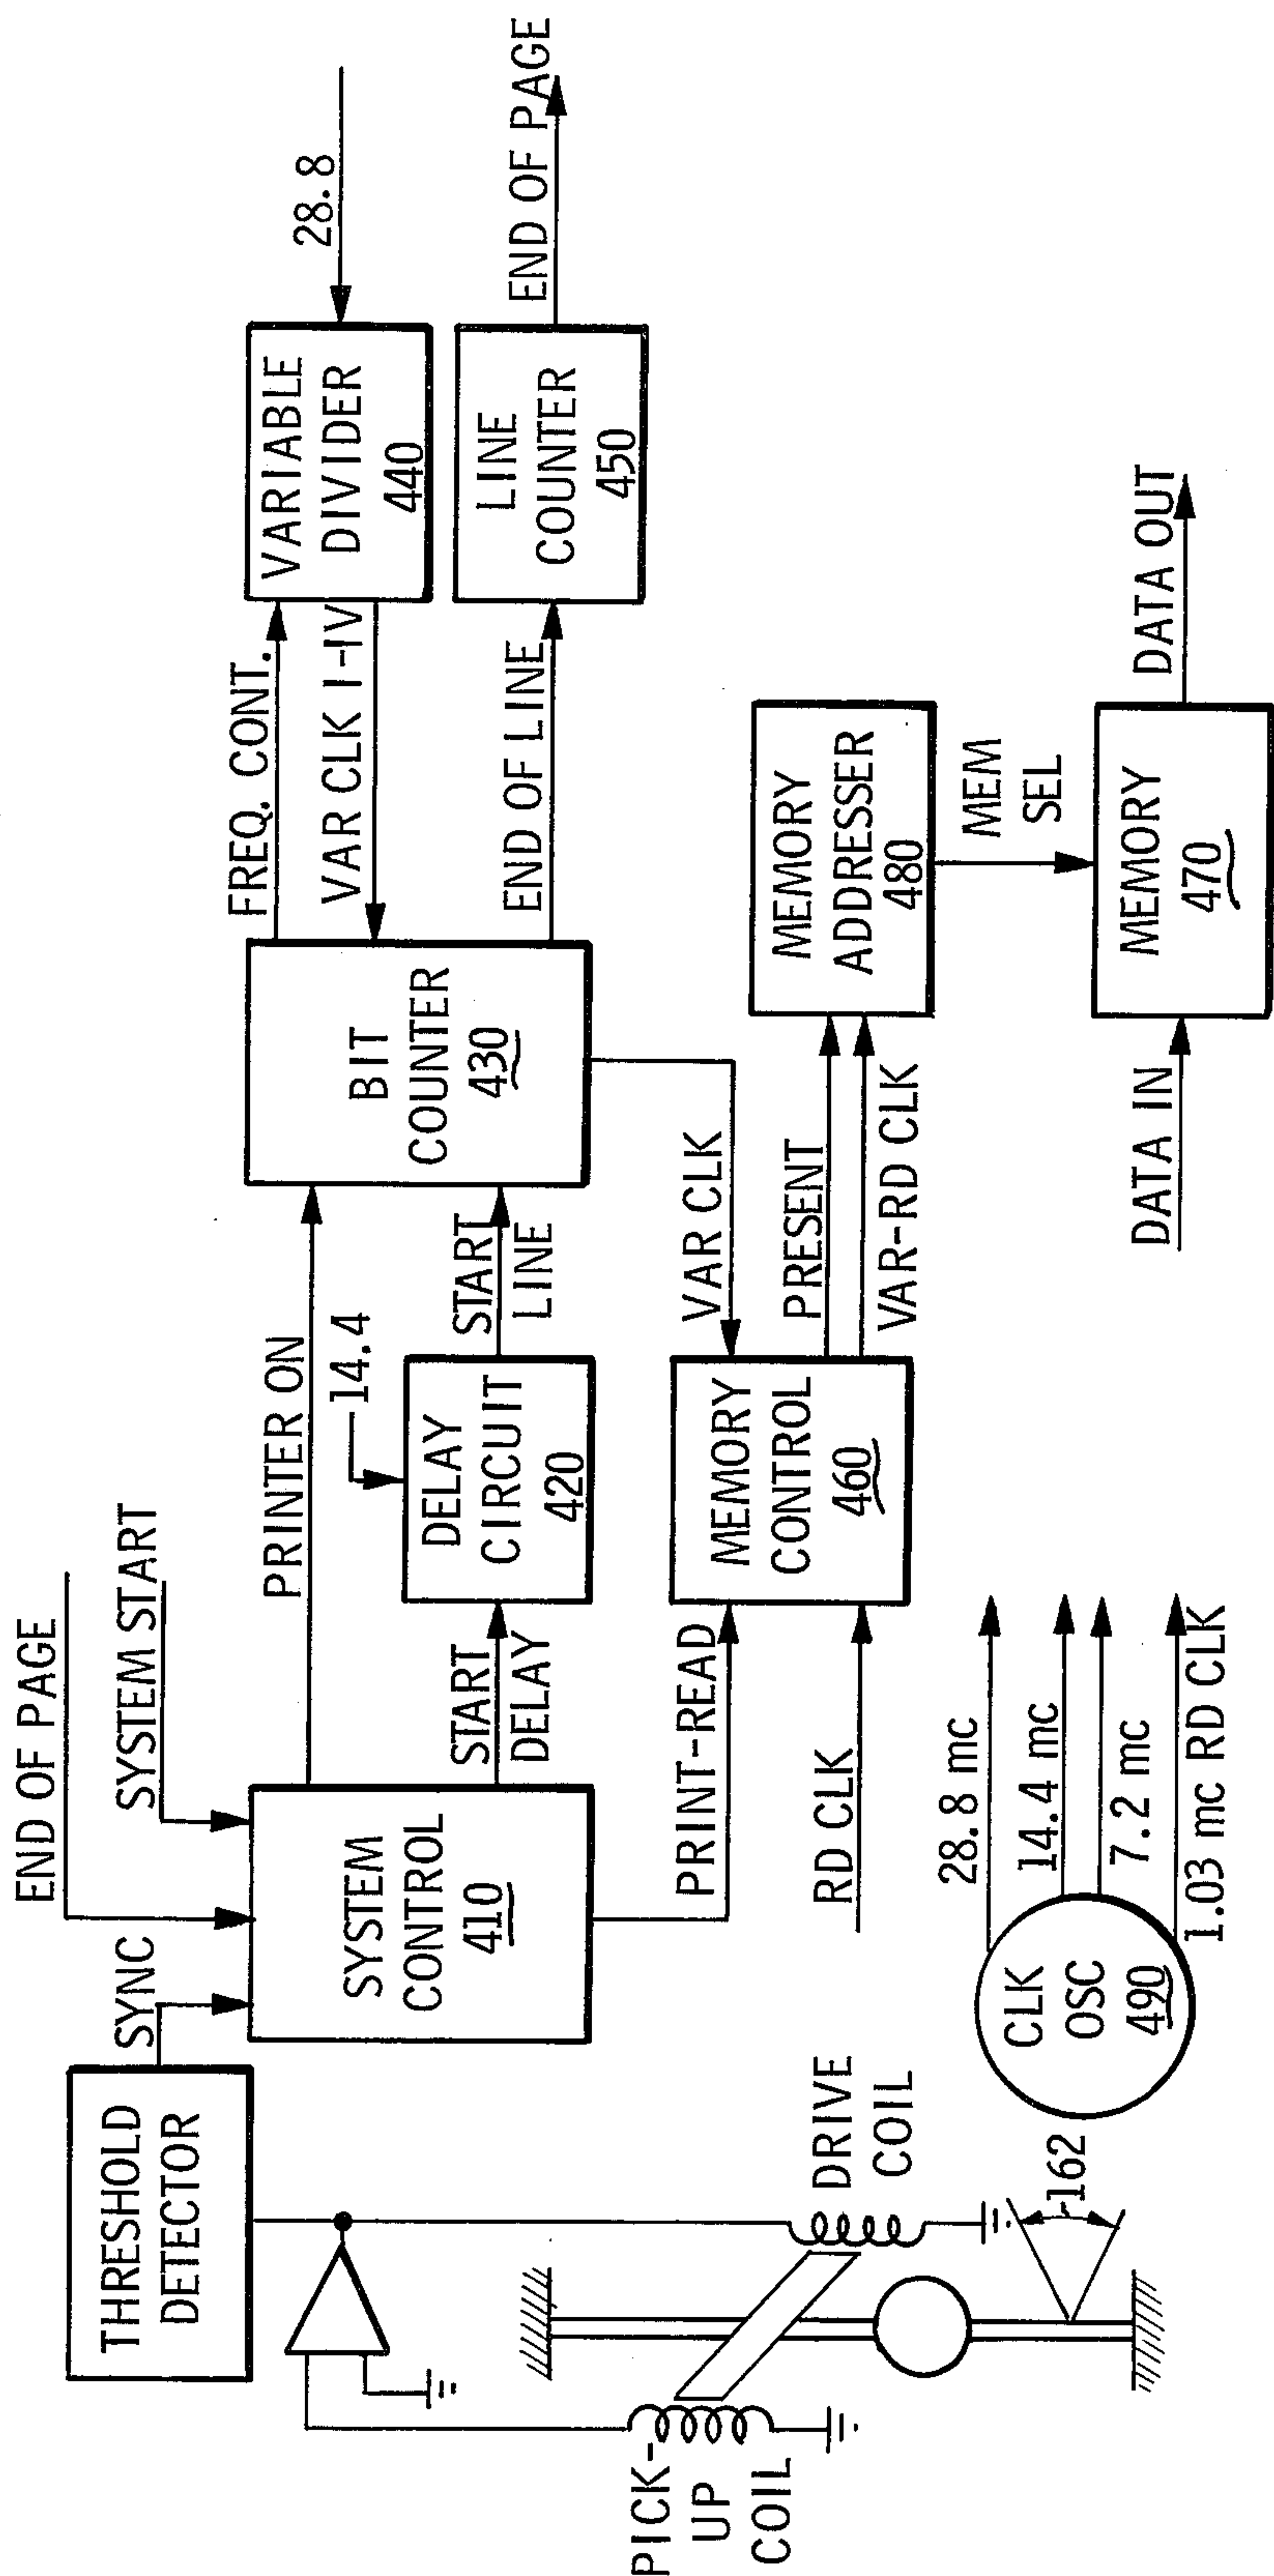 END OF PAGE
SYSTEM START
SYNC
THRESHOLD
DETECTOR
SYSTEM
CONTROL
410
PRINTER ON
START
DELAY
14.4
DELAY
CIRCUIT
420
START
LINE
BIT
COUNTER
430
FREQ. CONT.
VAR CLK I-IV
END OF LINE
VARIABLE
DIVIDER
440
28.8
LINE
COUNTER
450
END OF PAGE
PICK-
UP
COIL
DRIVE
COIL
162
PRINT-READ
RD CLK
MEMORY
CONTROL
460
VAR CLK
PRESENT
VAR-RD CLK
MEMORY
ADDRESSER
480
MEM
SEL
DATA IN
MEMORY
470
DATA OUT
CLK
OSC
490
28.8 mc
14.4 mc
7.2 mc
1.03 mc RD CLK